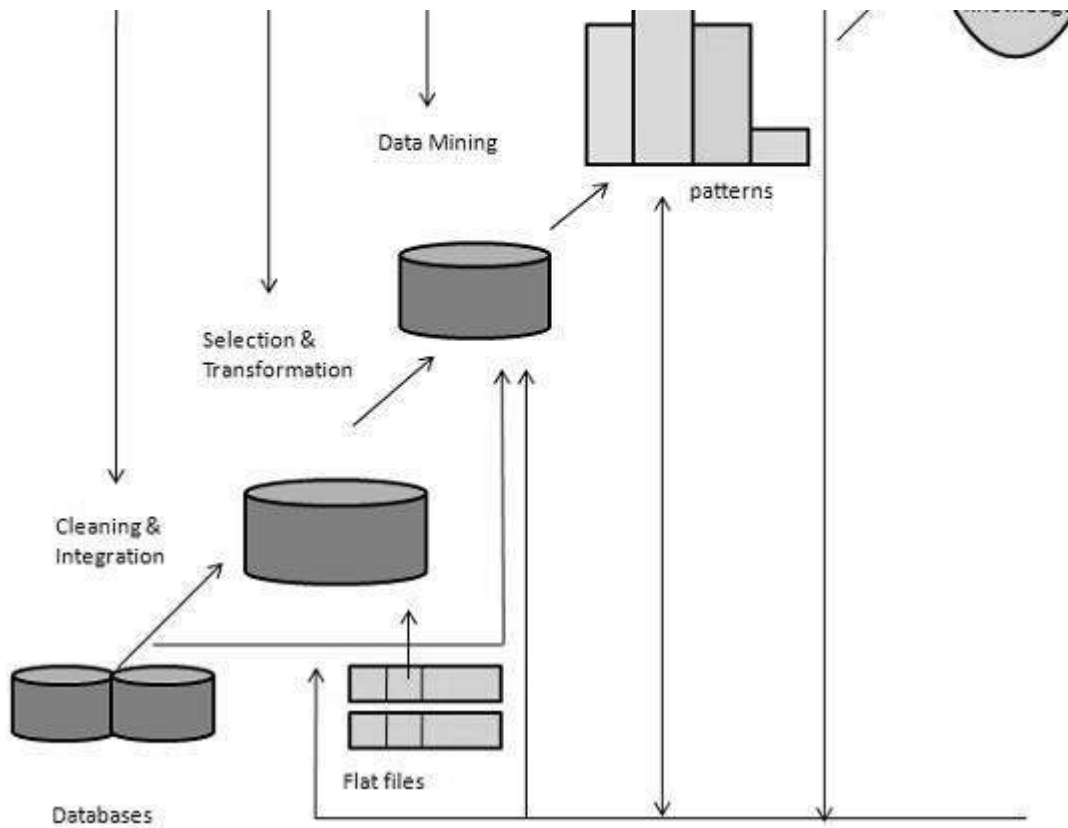 Data Mining
patterns
Selection &
Transformation
Cleaning &
Integration
Flat files
Databases